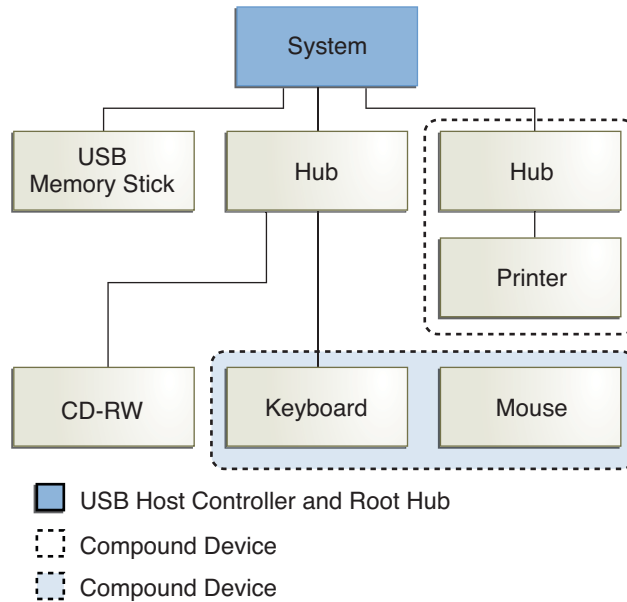 System
USB
Memory Stick
Hub
Hub
Printer
CD-RW
Keyboard
Mouse
USB Host Controller and Root Hub
Compound Device
Compound Device